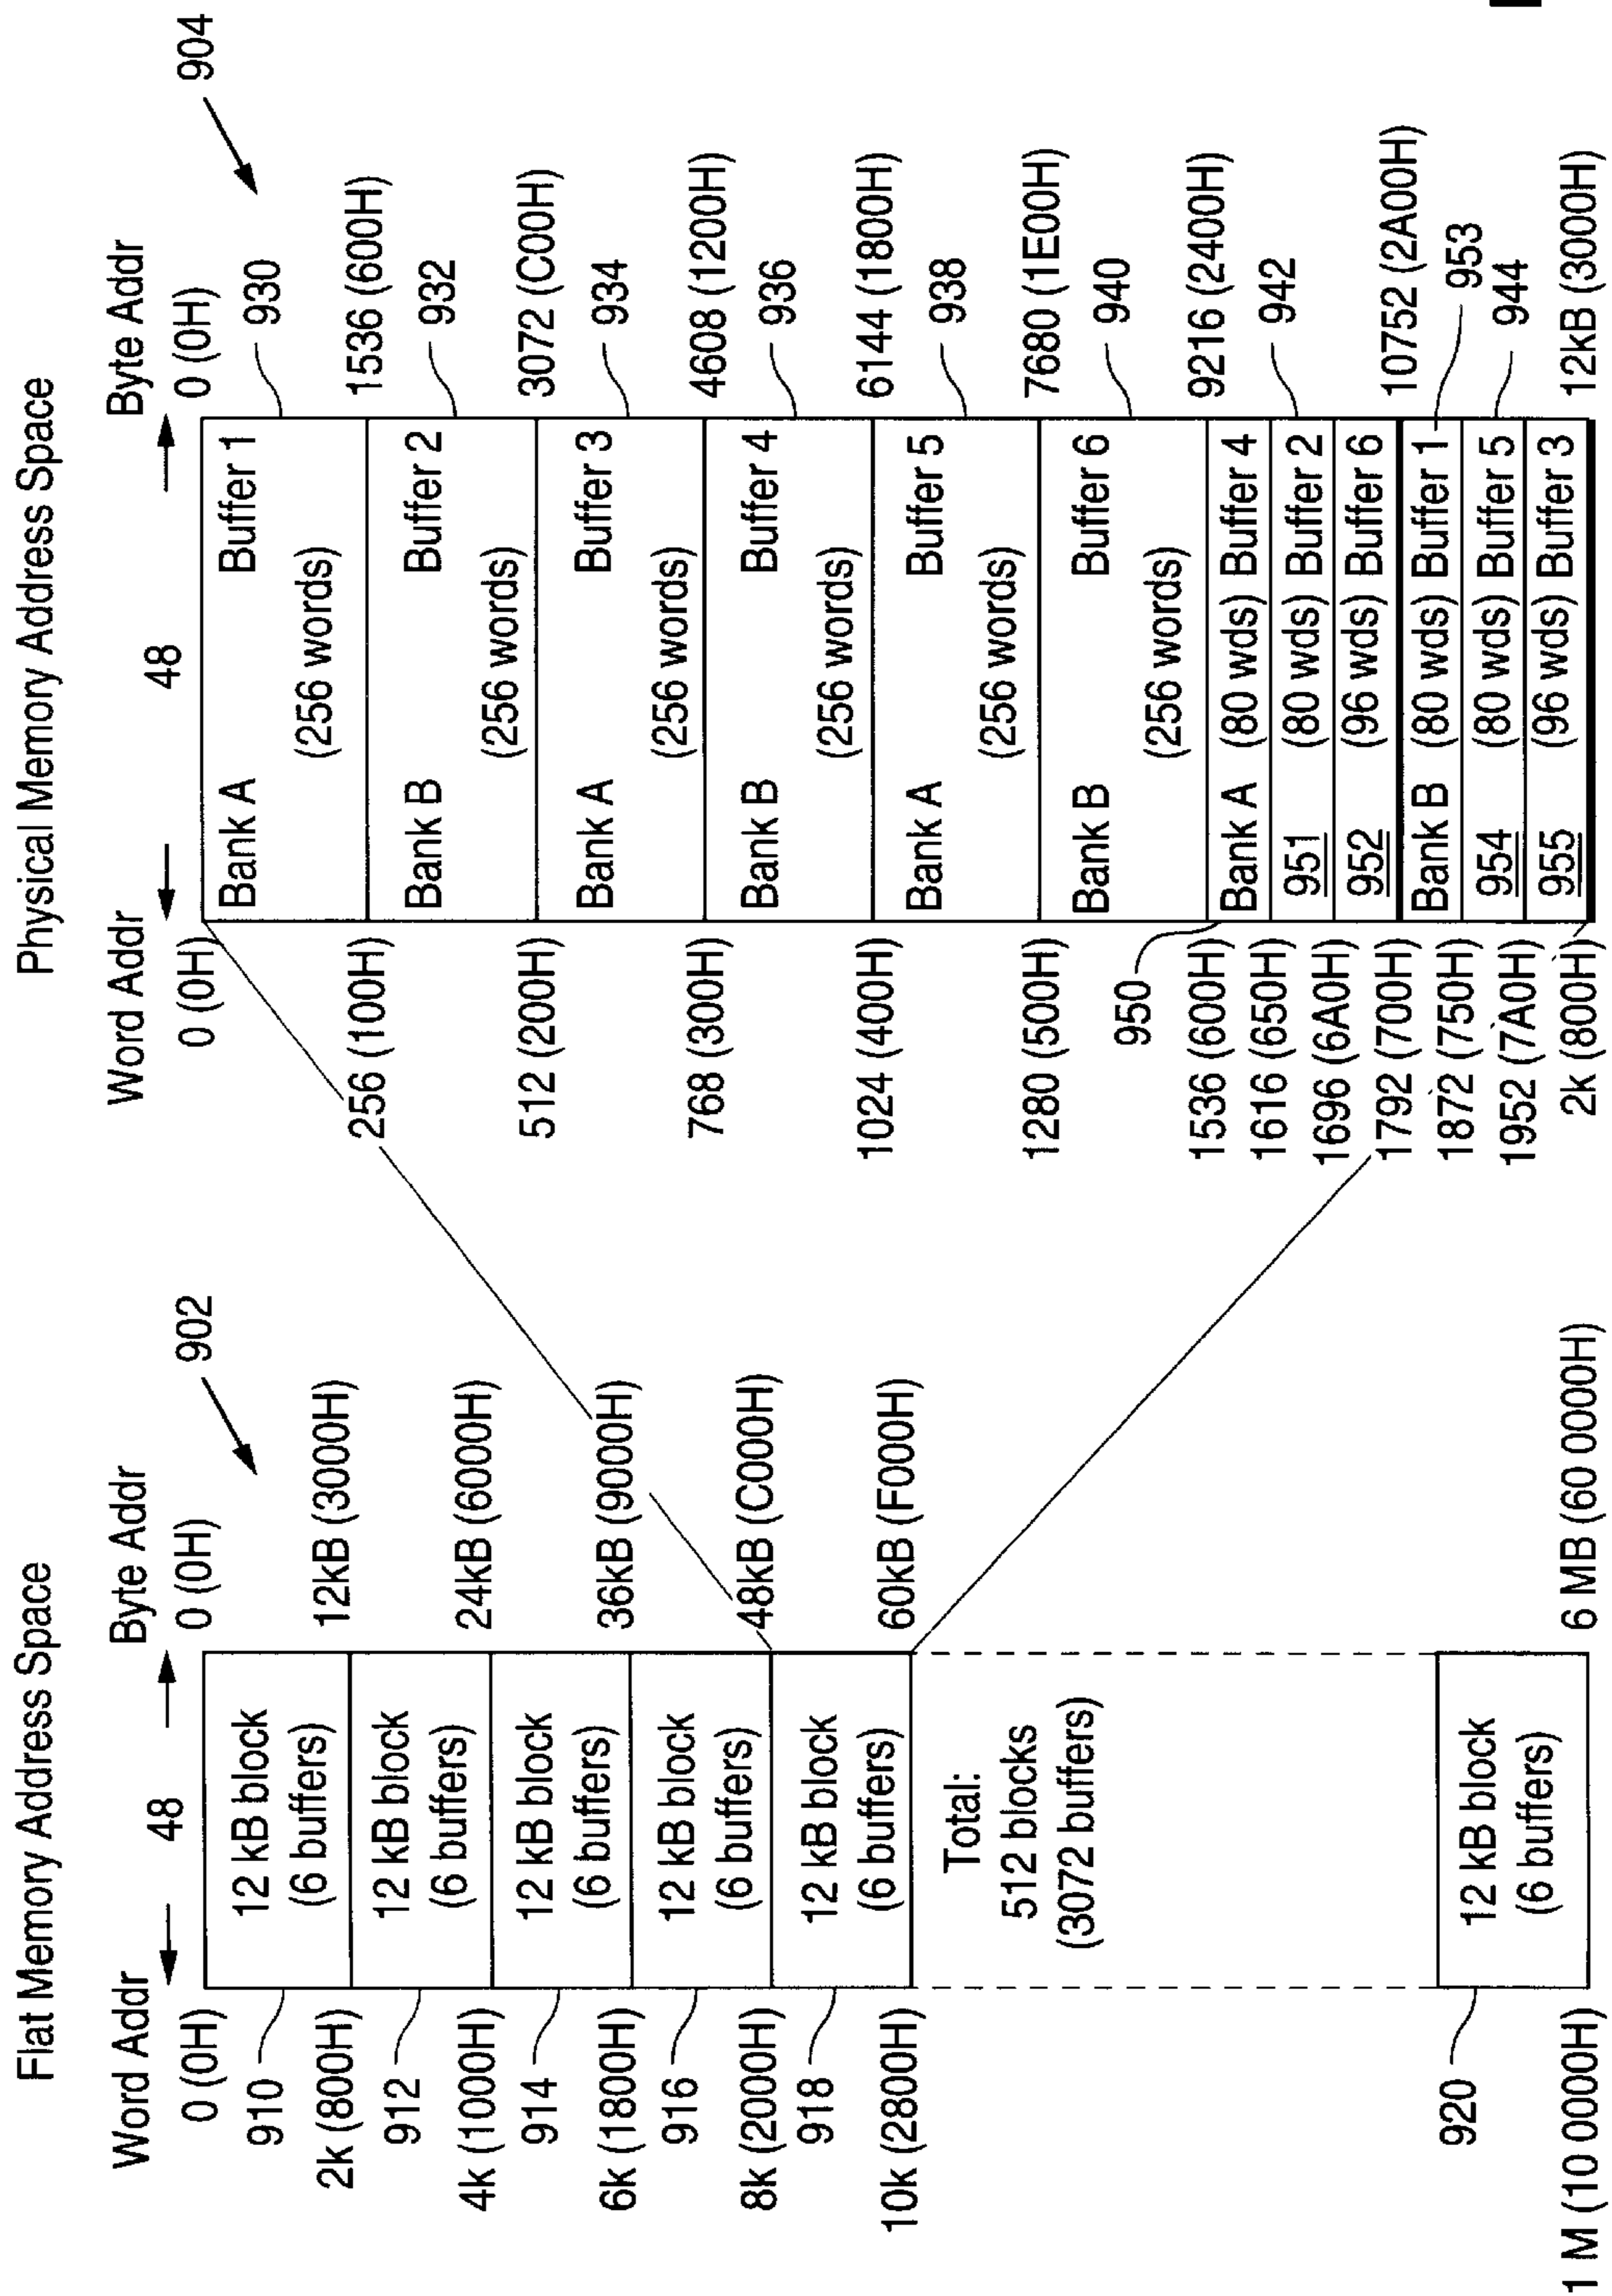 Flat Memory Address Space
Word Addr
48
Byte Addr
0 (0H)
0 (0H)
902
910
12 kB block
(6 buffers)
2k (800H)
12kB (3000H)
912
12 kB block
(6 buffers)
4k (1000H)
24kB (6000H)
914
12 kB block
(6 buffers)
6k (1800H)
36kB (9000H)
916
12 kB block
(6 buffers)
8k (2000H)
48kB (C000H)
918
12 kB block
(6 buffers)
10k (2800H)
60kB (F000H)
Total:
512 blocks
(3072 buffers)
920
12 kB block
(6 buffers)
1 M (10 0000H)
6 MB (60 0000H)
Physical Memory Address Space
Word Addr
48
Byte Addr
0 (0H)
0 (0H)
904
Bank A Buffer 1
930
(256 words)
256 (100H)
1536 (600H)
Bank B Buffer 2
932
(256 words)
512 (200H)
3072 (C00H)
Bank A Buffer 3
934
(256 words)
768 (300H)
4608 (1200H)
Bank B Buffer 4
936
(256 words)
1024 (400H)
6144 (1800H)
Bank A Buffer 5
938
(256 words)
1280 (500H)
7680 (1E00H)
Bank B Buffer 6
940
(256 words)
950
1536 (600H)
9216 (2400H)
Bank A (80 wds) Buffer 4
1616 (650H)
951 (80 wds) Buffer 2
942
1696 (6A0H)
952 (96 wds) Buffer 6
1792 (700H)
10752 (2A00H)
Bank B (80 wds) Buffer 1
953
1872 (750H)
954 (80 wds) Buffer 5
944
1952 (7A0H)
955 (96 wds) Buffer 3
2k (800H)
12kB (3000H)